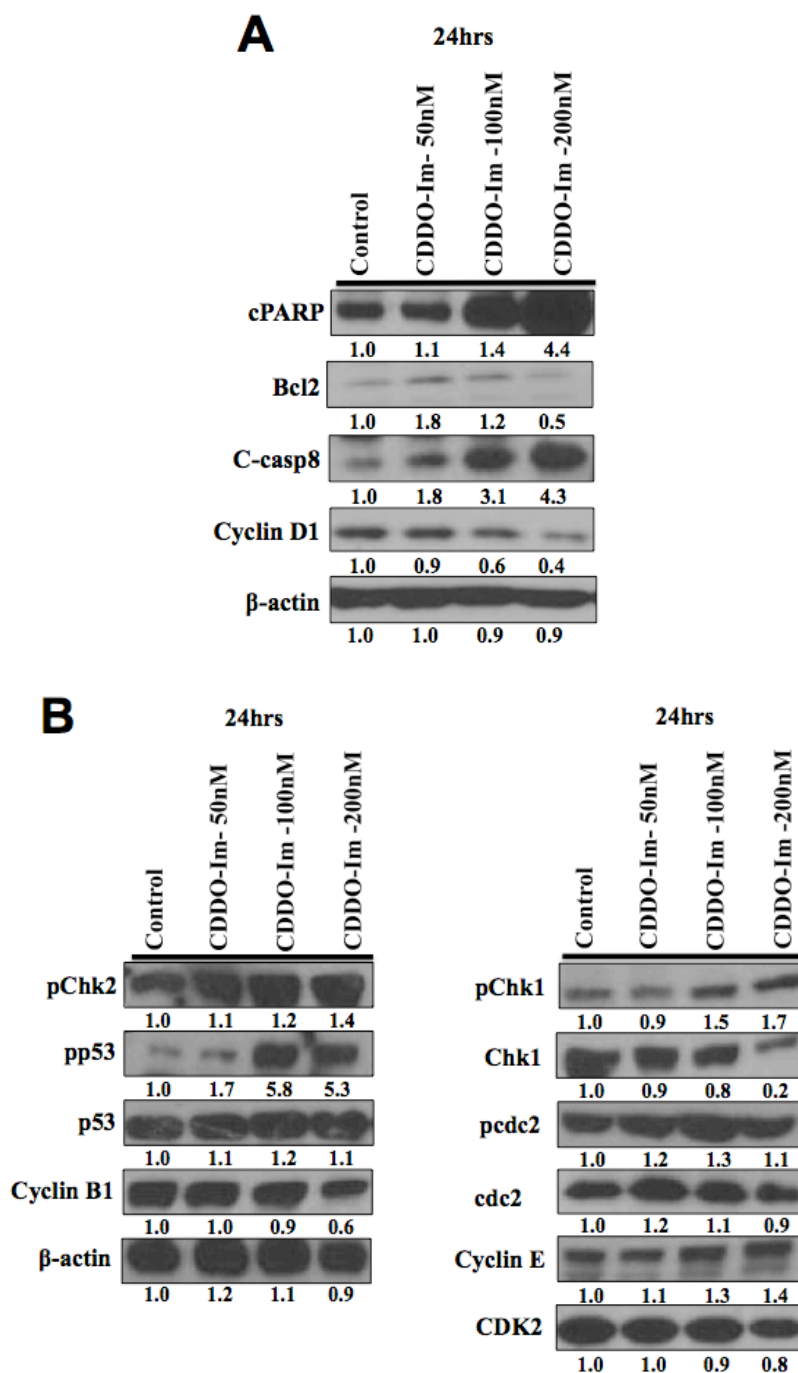 A
24hrs
Control
CDDO-Im- 50nM
CDDO-Im -100nM
CDDO-Im -200nM
cPARP
1.0 1.1 1.4 4.4
Bcl2
1.0 1.8 1.2 0.5
C-casp8
1.0 1.8 3.1 4.3
Cyclin D1
1.0 0.9 0.6 0.4
β-actin
1.0 1.0 0.9 0.9
B
24hrs
Control
CDDO-Im- 50nM
CDDO-Im -100nM
CDDO-Im -200nM
pChk2
1.0 1.1 1.2 1.4
pp53
1.0 1.7 5.8 5.3
p53
1.0 1.1 1.2 1.1
Cyclin B1
1.0 1.0 0.9 0.6
β-actin
1.0 1.2 1.1 0.9
24hrs
Control
CDDO-Im- 50nM
CDDO-Im -100nM
CDDO-Im -200nM
pChk1
1.0 0.9 1.5 1.7
Chk1
1.0 0.9 0.8 0.2
pcdc2
1.0 1.2 1.3 1.1
cdc2
1.0 1.2 1.1 0.9
Cyclin E
1.0 1.1 1.3 1.4
CDK2
1.0 1.0 0.9 0.8